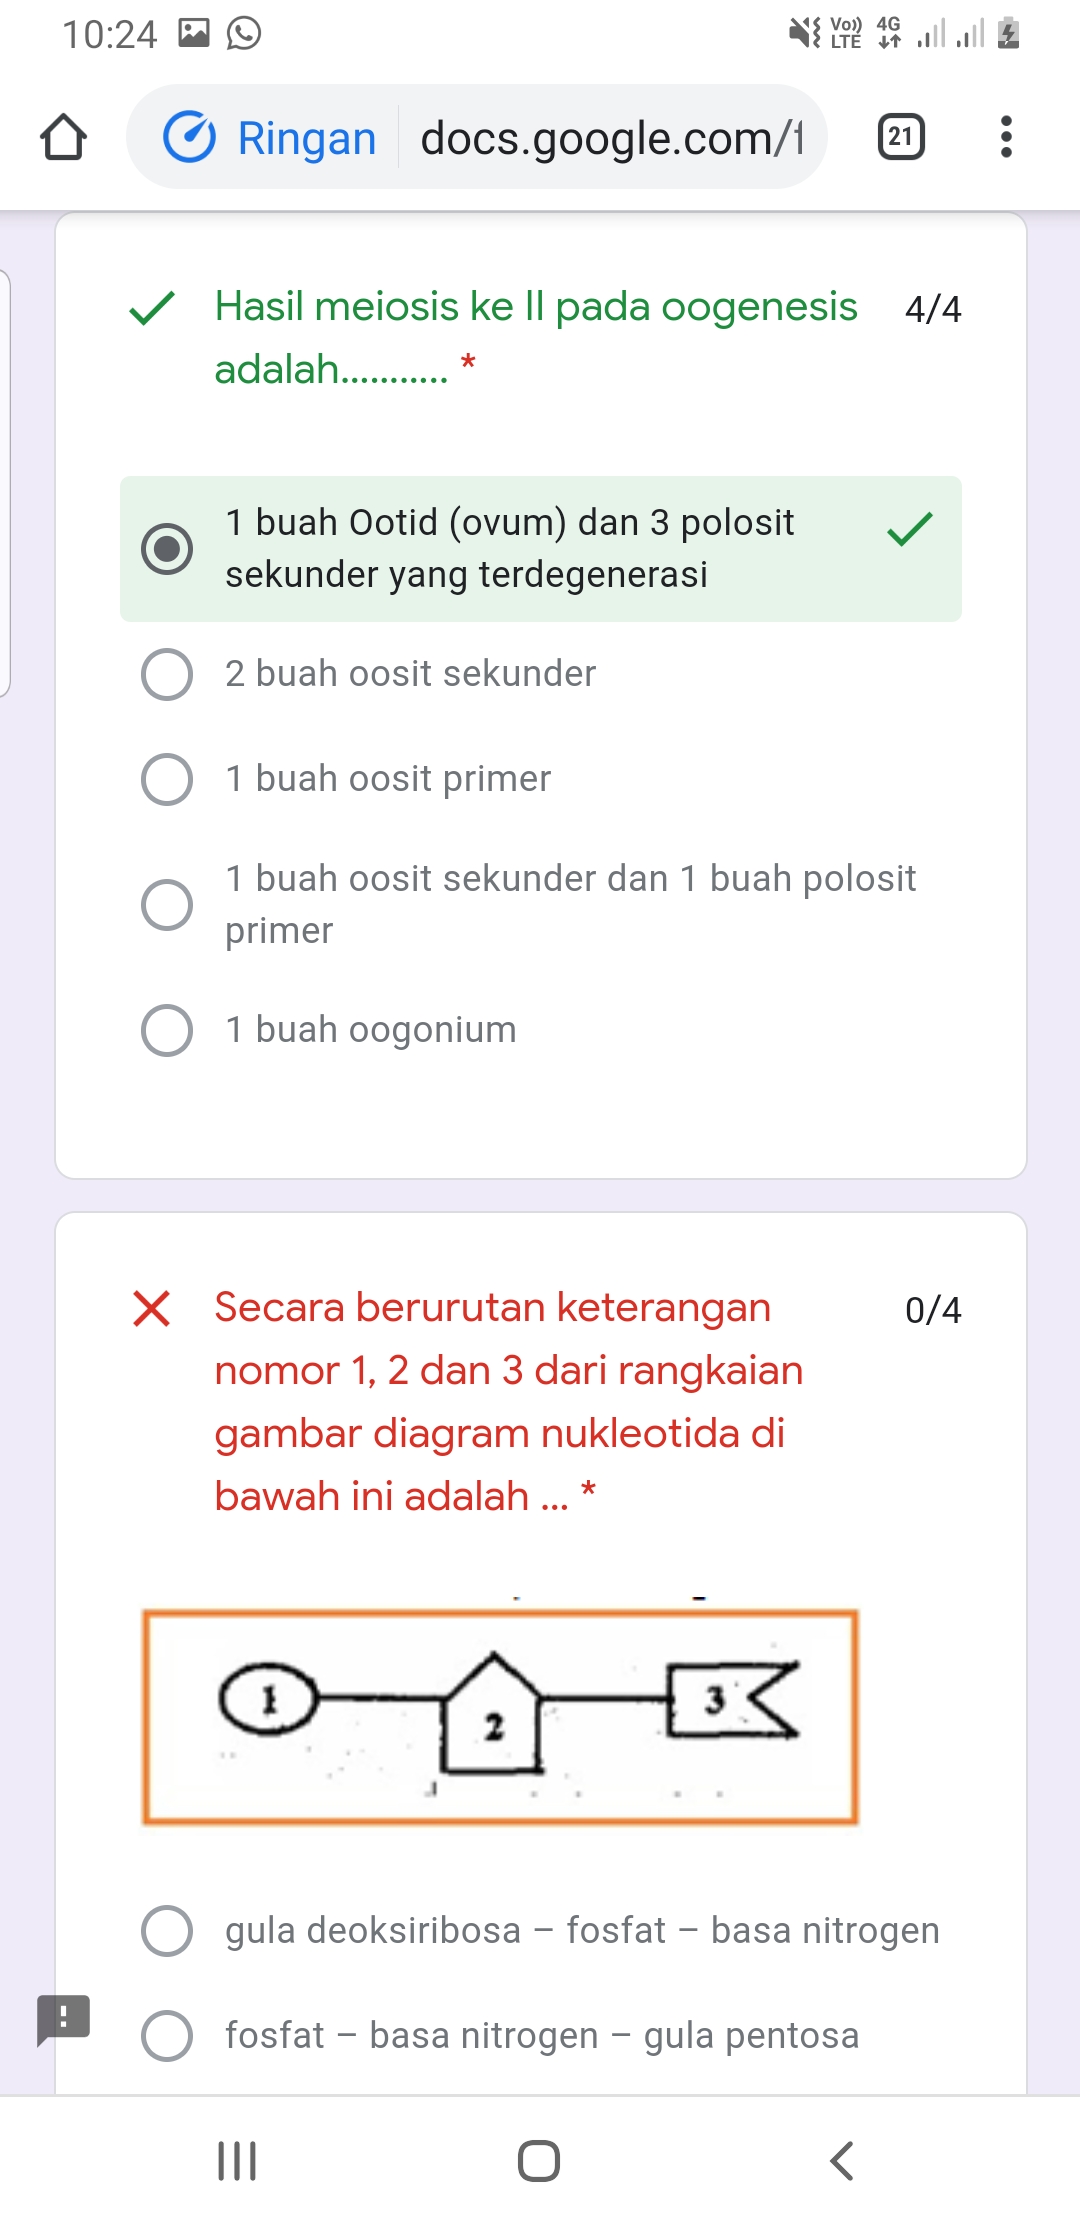 10:24
Vo)) LTE 4G
Ringan docs.google.com/f 21
Hasil meiosis ke II pada oogenesis 4/4
adalah........... *
1 buah Ootid (ovum) dan 3 polosit
sekunder yang terdegenerasi
2 buah oosit sekunder
1 buah oosit primer
1 buah oosit sekunder dan 1 buah polosit
primer
1 buah oogonium
Secara berurutan keterangan 0/4
nomor 1, 2 dan 3 dari rangkaian
gambar diagram nukleotida di
bawah ini adalah ... *
1 2 3
gula deoksiribosa – fosfat – basa nitrogen
fosfat – basa nitrogen – gula pentosa